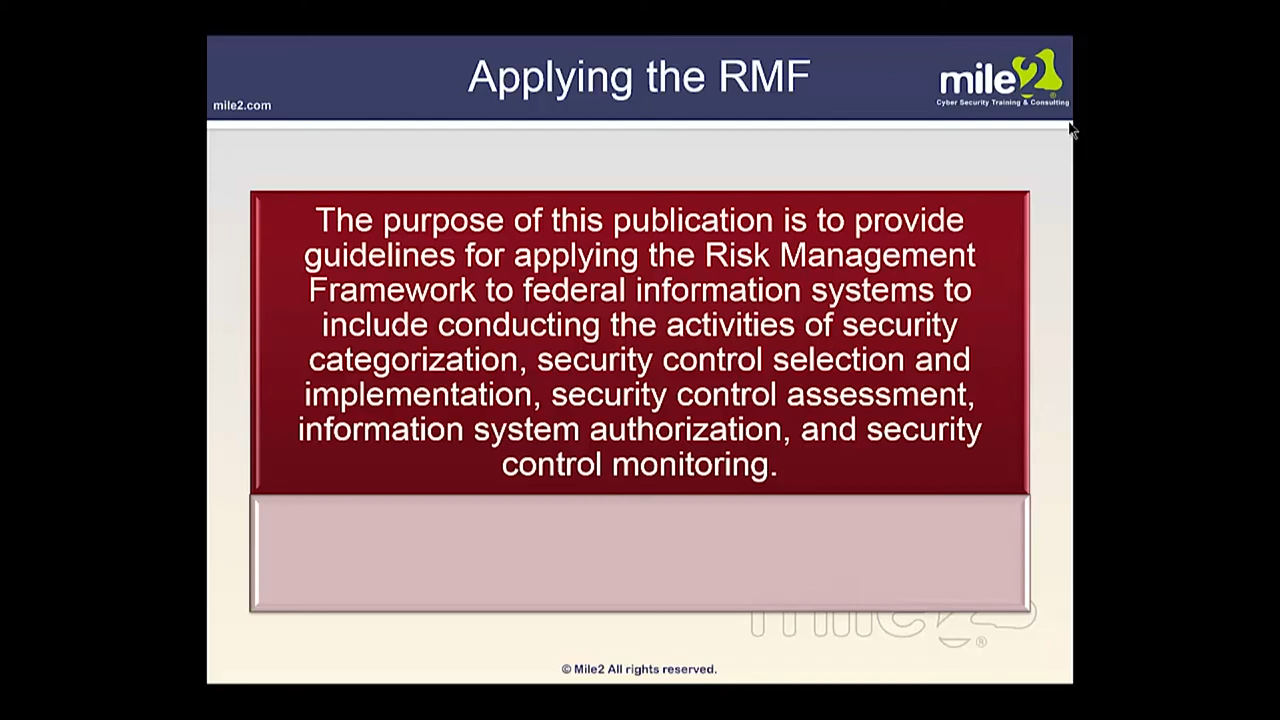 Applying the RMF
mile2
®
Cyber Security Training & Consulting
mile2.com
The purpose of this publication is to provide
guidelines for applying the Risk Management
Framework to federal information systems to
include conducting the activities of security
categorization, security control selection and
implementation, security control assessment,
information system authorization, and security
control monitoring.
mile2
®
© Mile2 All rights reserved.